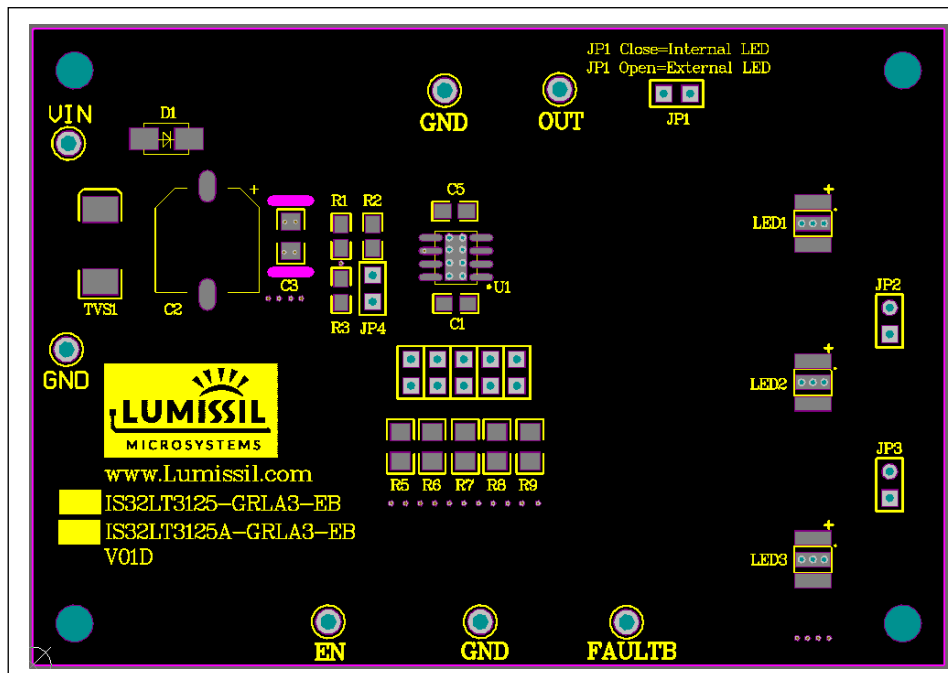 JP1 Close=Internal LED
JP1 Open=External LED
VIN
D1
GND
OUT
JP1
R1
R2
C5
LED1
TVS1
C2
C3
R3
JP4
U1
C1
JP2
GND
LED2
LUMISSIL
MICROSYSTEMS
www.Lumissil.com
JP3
R5
R6
R7
R8
R9
IS32LT3125-GRLA3-EB
IS32LT3125A-GRLA3-EB
V01D
LED3
EN
GND
FAULTB